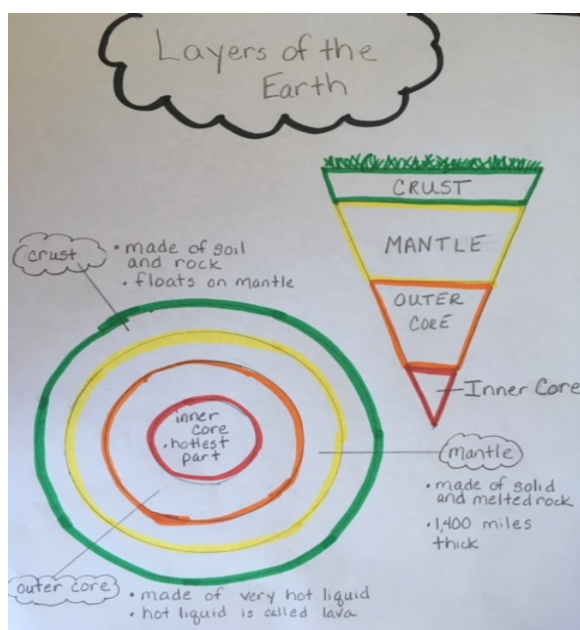 Layers of the
Earth
CRUST
MANTLE
OUTER
CORE
Inner Core
crust
• made of soil
and rock
• floats on mantle
inner
core
• hottest
part
mantle
• made of solid
and melted rock
• 1,400 miles
thick
outer core
• made of very hot liquid
• hot liquid is called lava